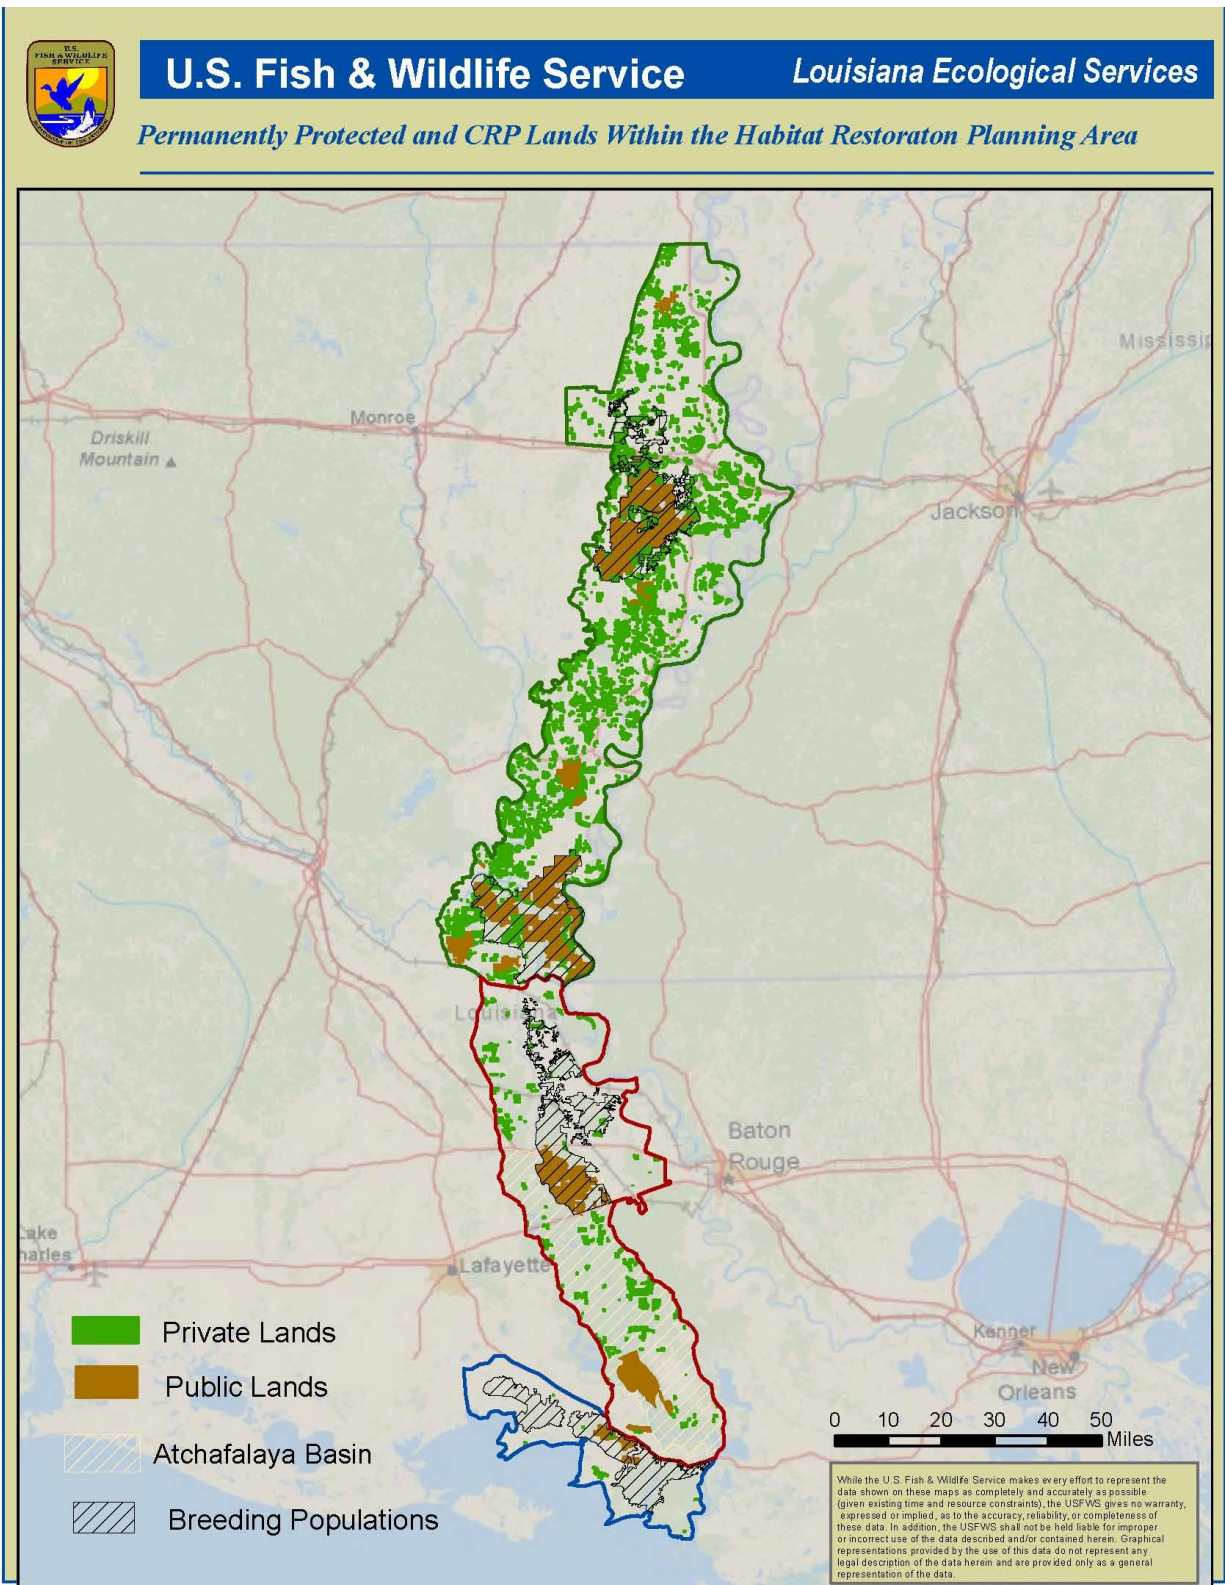 U.S.
FISH & WILDLIFE
SERVICE
U.S. Fish & Wildlife Service
Louisiana Ecological Services
Permanently Protected and CRP Lands Within the Habitat Restoraton Planning Area
Mississip
Monroe
Driskill
Mountain
Jackson
Louisiana
Baton
Rouge
Lake
harles
Lafayette
Kenner
New
Orleans
Private Lands
Public Lands
Atchafalaya Basin
Breeding Populations
0 10 20 30 40 50
Miles
While the U.S. Fish & Wildlife Service makes every effort to represent the
data shown on these maps as completely and accurately as possible
(given existing time and resource constraints), the USFWS gives no warranty,
expressed or implied, as to the accuracy, reliability, or completeness of
these data. In addition, the USFWS shall not be held liable for improper
or incorrect use of the data described and/or contained herein. Graphical
representations provided by the use of this data do not represent any
legal description of the data herein and are provided only as a general
representation of the data.